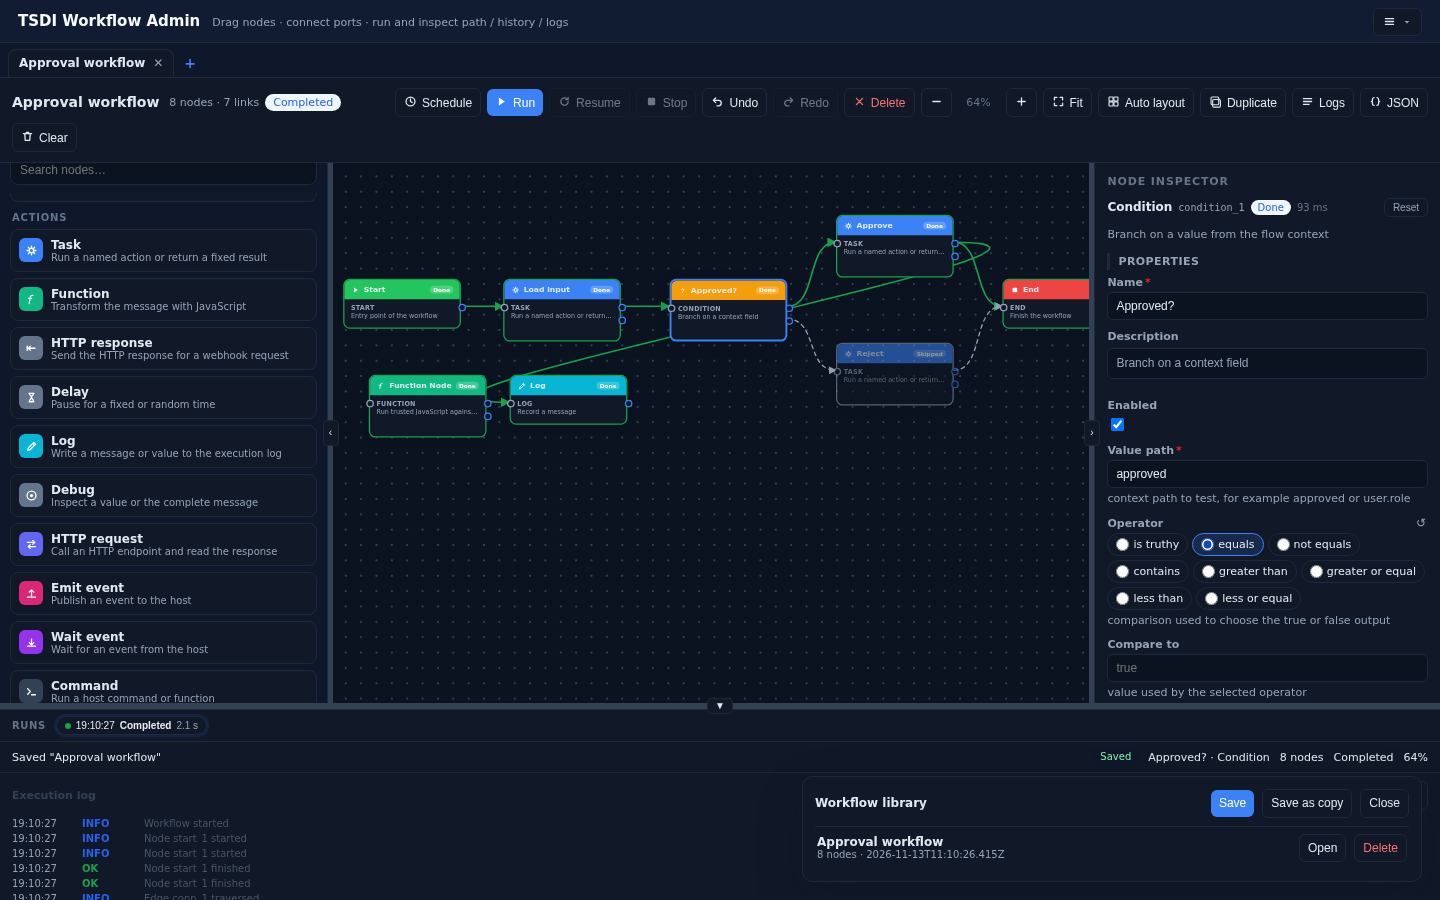 TSDI Workflow Admin
Drag nodes · connect ports · run and inspect path / history / logs
Approval workflow ✕ +
Approval workflow 8 nodes · 7 links Completed
Schedule Run Resume Stop Undo Redo Delete − 64% + Fit Auto layout Duplicate Logs JSON
Clear
Search nodes…
ACTIONS
Task
Run a named action or return a fixed result
Function
Transform the message with JavaScript
HTTP response
Send the HTTP response for a webhook request
Delay
Pause for a fixed or random time
Log
Write a message or value to the execution log
Debug
Inspect a value or the complete message
HTTP request
Call an HTTP endpoint and read the response
Emit event
Publish an event to the host
Wait event
Wait for an event from the host
Command
Run a host command or function
Start Done
START
Entry point of the workflow
Load input Done
TASK
Run a named action or return…
Approved? Done
CONDITION
Branch on a context field
Approve Done
TASK
Run a named action or return…
End
END
Finish the workflow
Reject Skipped
TASK
Run a named action or return…
Function Node Done
FUNCTION
Run trusted JavaScript agains…
Log Done
LOG
Record a message
NODE INSPECTOR
Condition condition_1 Done 93 ms Reset
Branch on a value from the flow context
PROPERTIES
Name *
Approved?
Description
Branch on a context field
Enabled
Value path *
approved
context path to test, for example approved or user.role
Operator ↺
is truthy equals not equals
contains greater than greater or equal
less than less or equal
comparison used to choose the true or false output
Compare to
true
value used by the selected operator
RUNS 19:10:27 Completed 2.1 s
Saved "Approval workflow"
Saved Approved? · Condition 8 nodes Completed 64%
Execution log
19:10:27 INFO Workflow started
19:10:27 INFO Node start_1 started
19:10:27 INFO Node start_1 started
19:10:27 OK Node start_1 finished
19:10:27 OK Node start_1 finished
19:10:27 INFO Edge conn_1 traversed
Workflow library Save Save as copy Close
Approval workflow
8 nodes · 2026-11-13T11:10:26.415Z
Open Delete